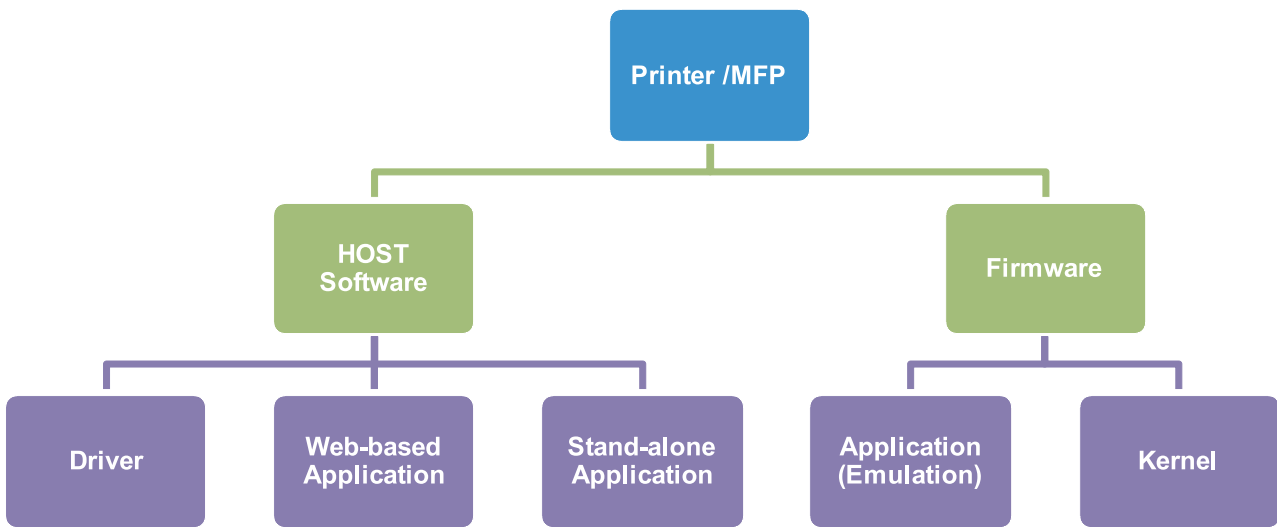 Printer /MFP
HOST
Software
Firmware
Driver
Web-based
Application
Stand-alone
Application
Application
(Emulation)
Kernel